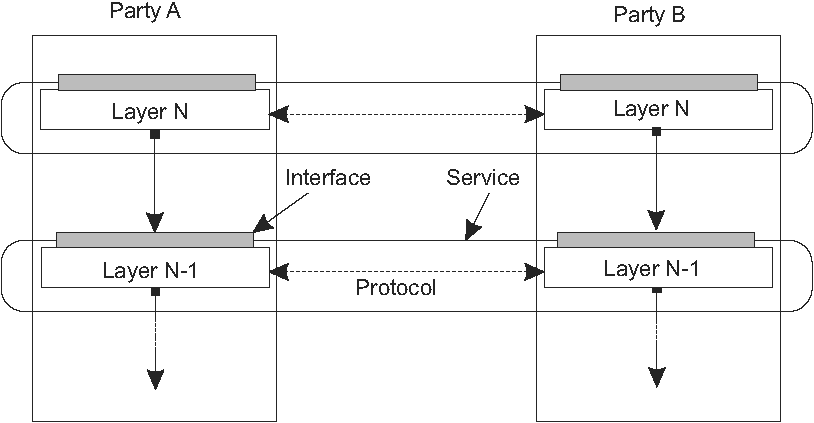 Party A
Party B
Layer N
Layer N
Interface
Service
Layer N-1
Layer N-1
Protocol